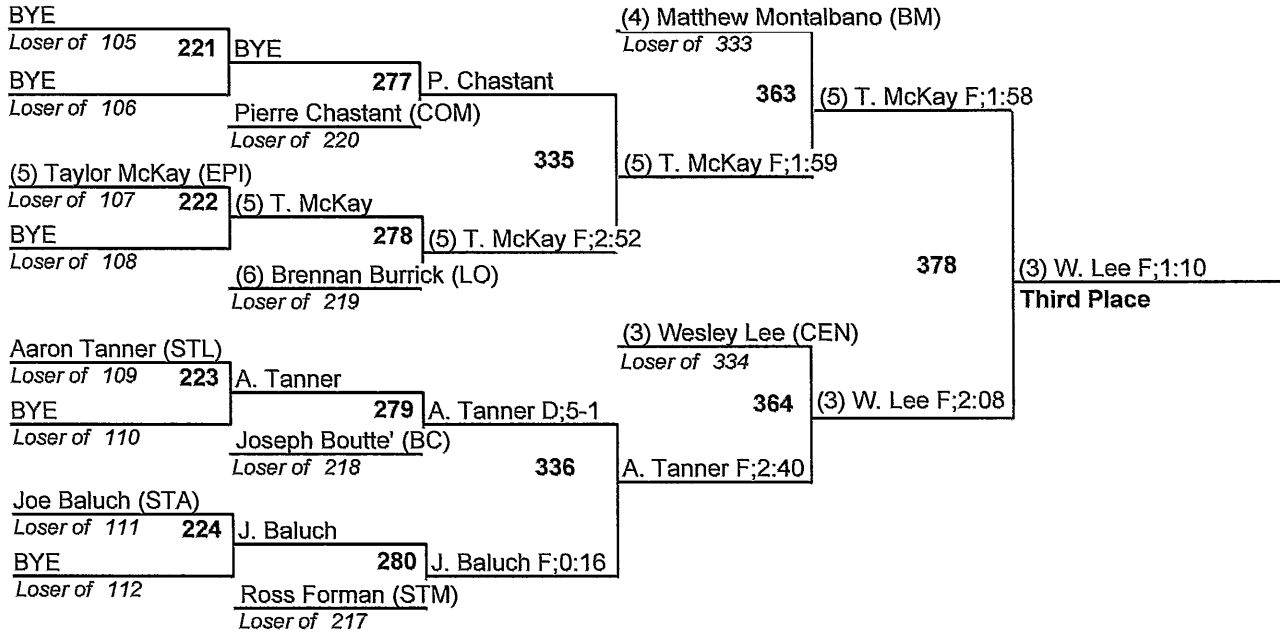 BYE
Loser of 105
221
BYE
BYE
Loser of 106
277
P. Chastant
Pierre Chastant (COM)
Loser of 220
335
(5) Taylor McKay (EPI)
Loser of 107
222
(5) T. McKay
BYE
Loser of 108
278
(5) T. McKay F;2:52
(6) Brennan Burrick (LO)
Loser of 219
(4) Matthew Montalbano (BM)
Loser of 333
363
(5) T. McKay F;1:58
(5) T. McKay F;1:59
378
(3) W. Lee F;1:10
Third Place
Aaron Tanner (STL)
Loser of 109
223
A. Tanner
BYE
Loser of 110
279
A. Tanner D;5-1
Joseph Boutte' (BC)
Loser of 218
336
Joe Baluch (STA)
Loser of 111
224
J. Baluch
BYE
Loser of 112
280
J. Baluch F;0:16
Ross Forman (STM)
Loser of 217
(3) Wesley Lee (CEN)
Loser of 334
364
(3) W. Lee F;2:08
A. Tanner F;2:40